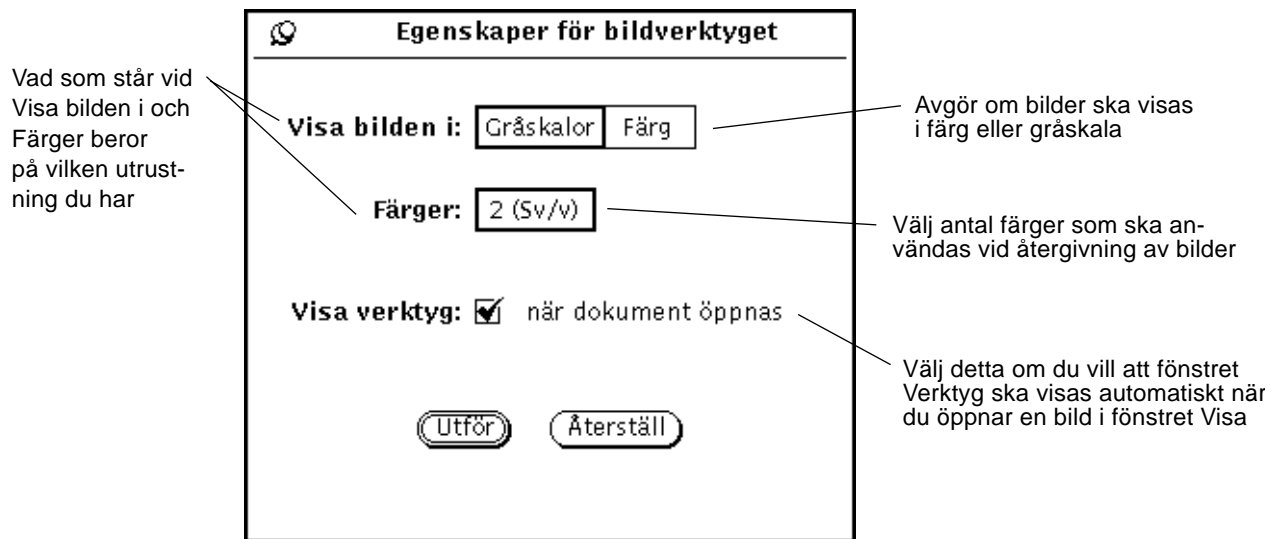 Egenskaper för bildverktyget
Vad som står vid
Visa bilden i och
Färger beror
på vilken utrust-
ning du har
Visa bilden i: Gråskalor Färg
Avgör om bilder ska visas
i färg eller gråskala
Färger: 2 (Sv/v)
Välj antal färger som ska an-
vändas vid återgivning av bilder
Visa verktyg: när dokument öppnas
Välj detta om du vill att fönstret
Verktyg ska visas automatiskt när
du öppnar en bild i fönstret Visa
Utför Återställ